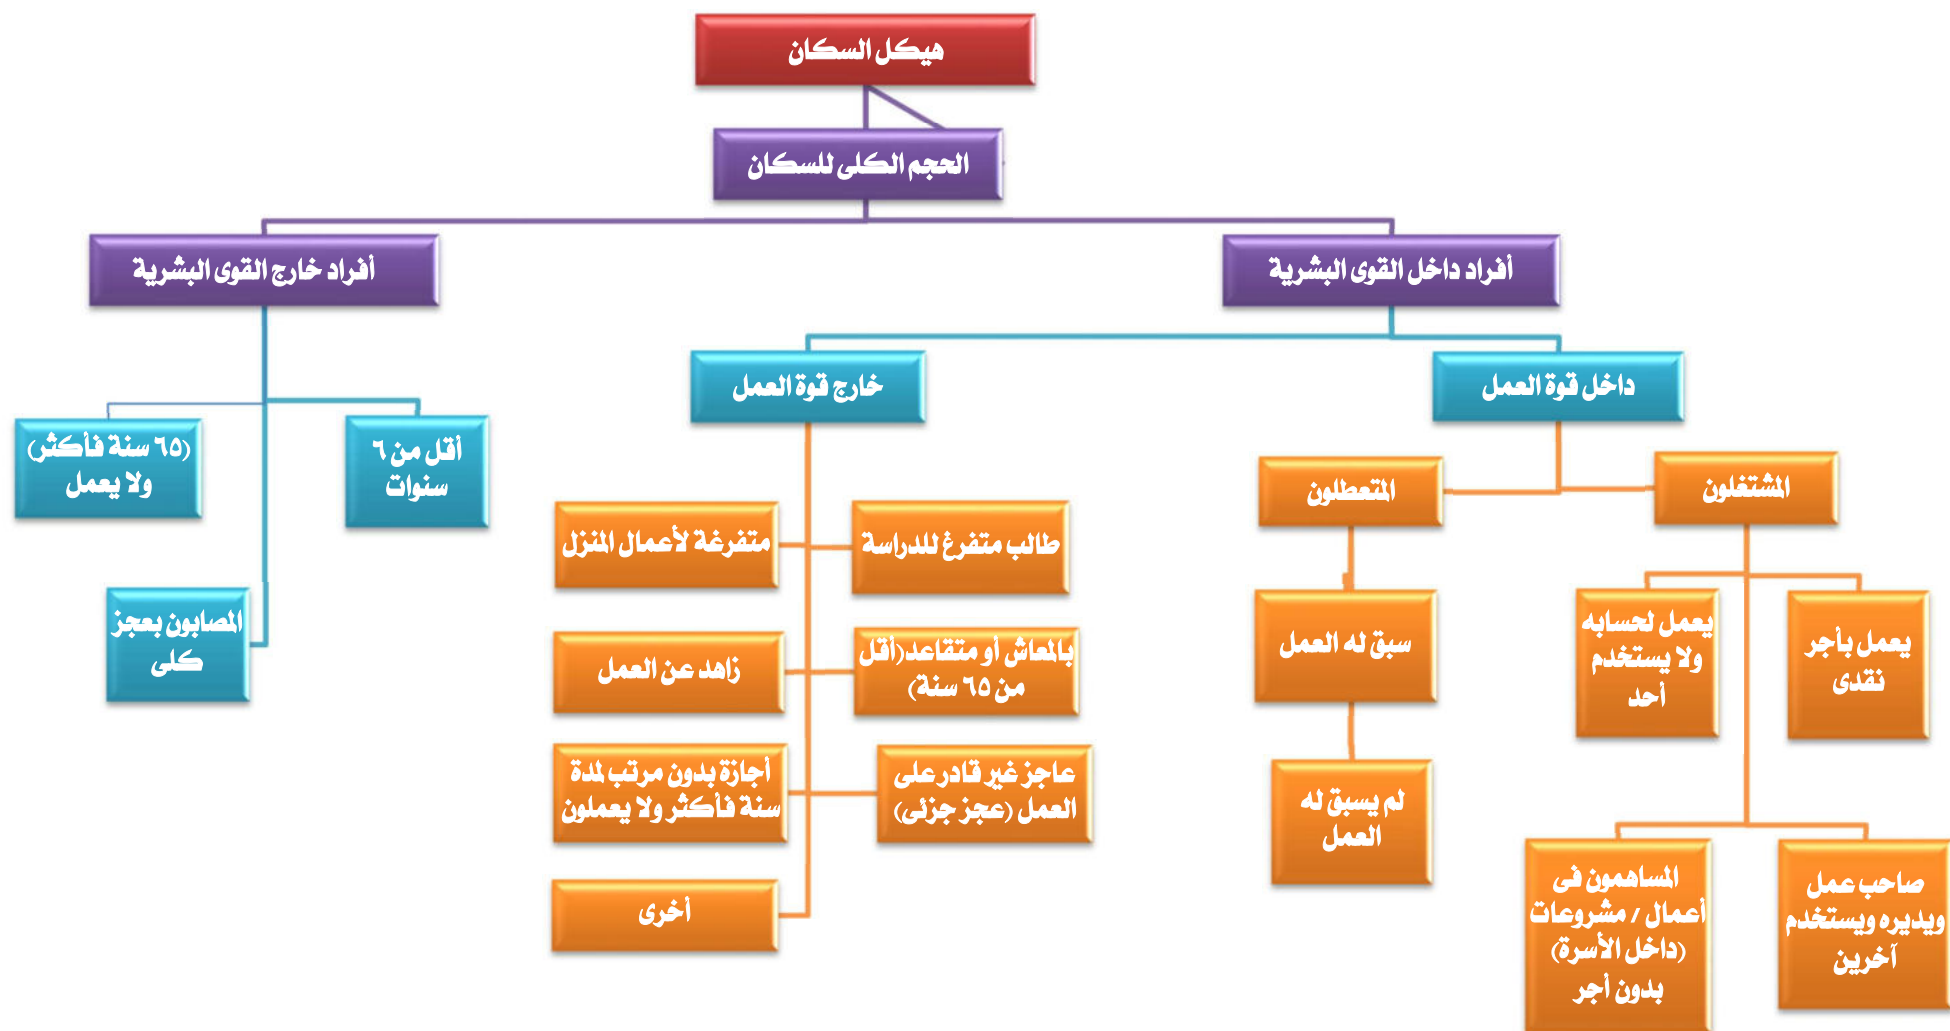 هيكل السكان
الحجم الكلى للسكان
أفراد داخل القوى البشرية
أفراد خارج القوى البشرية
داخل قوة العمل
خارج قوة العمل
أقل من ٦
سنوات
(٦٥ سنة فأكثر)
ولا يعمل
المصابون بعجز
كلى
المشتغلون
المتعطلون
يعمل بأجر
نقدى
يعمل لحسابه
ولا يستخدم
أحد
صاحب عمل
ويديره ويستخدم
آخرين
المساهمون فى
أعمال / مشروعات
(داخل الأسرة)
بدون أجر
سبق له العمل
لم يسبق له
العمل
طالب متفرغ للدراسة
متفرغة لأعمال المنزل
بالمعاش أو متقاعد(أقل
من ٦٥ سنة)
زاهد عن العمل
عاجز غير قادر على
العمل (عجز جزئى)
أجازة بدون مرتب لمدة
سنة فأكثر ولا يعملون
أخرى